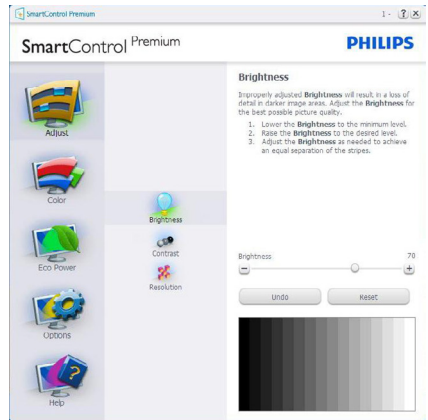 SmartControl Premium
1 -
?
×
SmartControl Premium
PHILIPS
Adjust
Color
Eco Power
Options
Help
Brightness
Contrast
Resolution
Brightness
Improperly adjusted Brightness will result in a loss of
detail in darker image areas. Adjust the Brightness for
the best possible picture quality.
1. Lower the Brightness to the minimum level.
2. Raise the Brightness to the desired level.
3. Adjust the Brightness as needed to achieve
an equal separation of the stripes.
Brightness
70
Undo
Reset